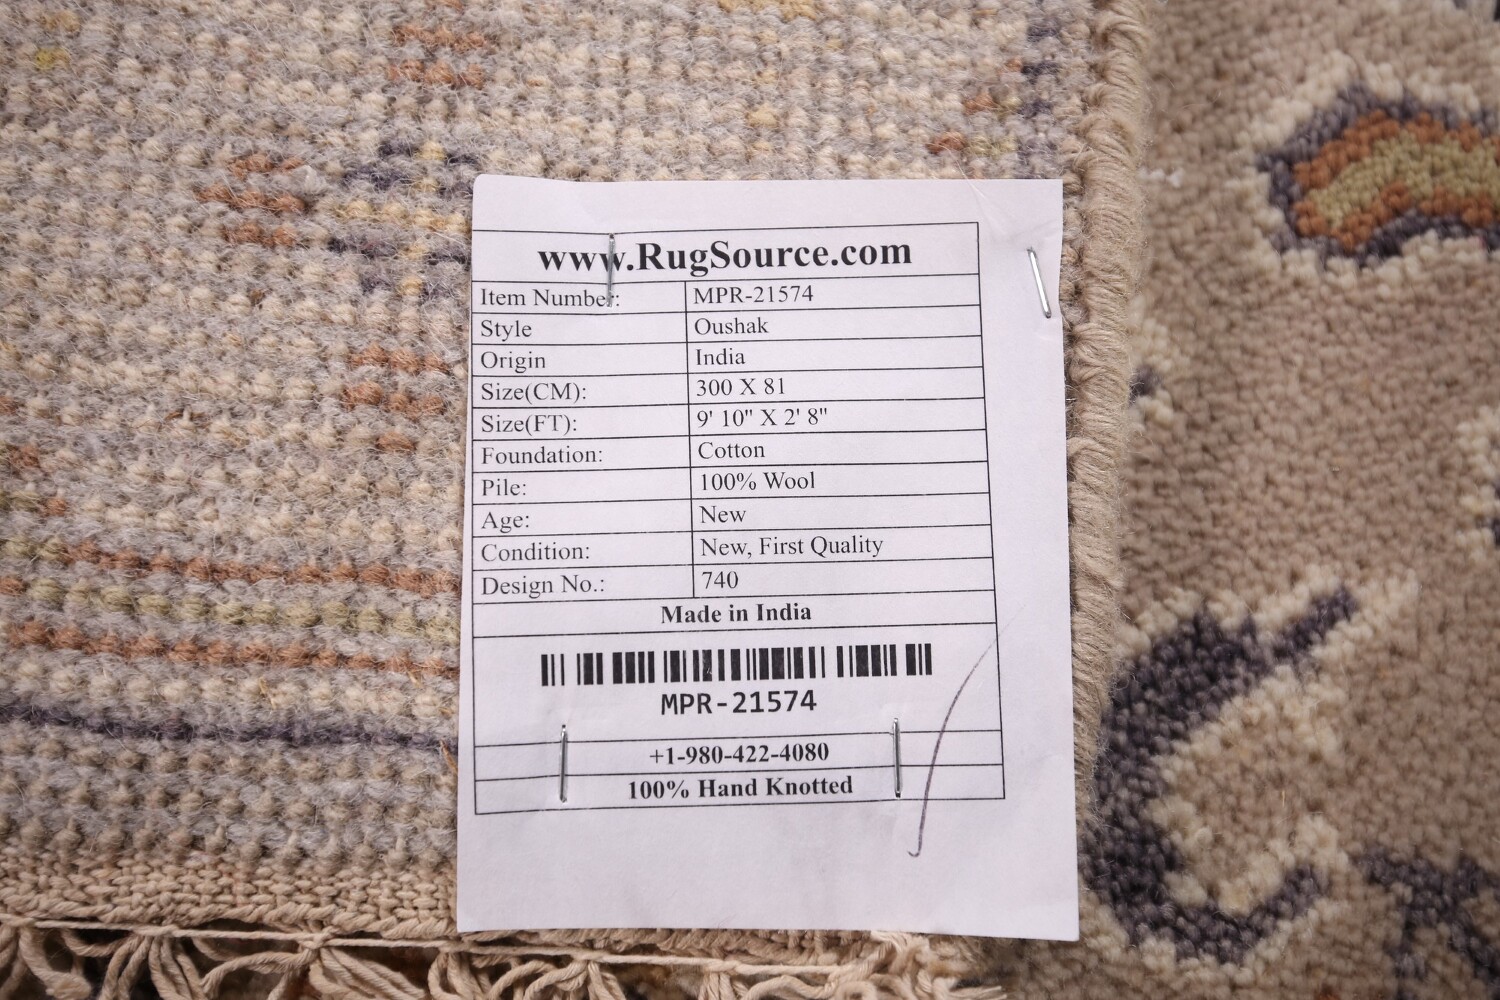 www.RugSource.com
Item Number: MPR-21574
Style Oushak
Origin India
Size(CM): 300 X 81
Size(FT): 9' 10" X 2' 8"
Foundation: Cotton
Pile: 100% Wool
Age: New
Condition: New, First Quality
Design No.: 740
Made in India
MPR-21574
+1-980-422-4080
100% Hand Knotted